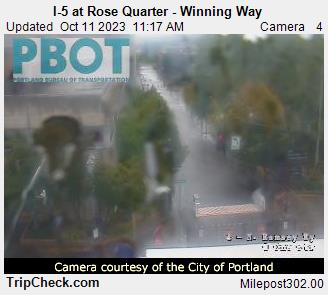 I-5 at Rose Quarter - Winning Way
Updated Oct 11 2023 11:17 AM Camera 4
PBOT
PORTLAND BUREAU OF TRANSPORTATION
Camera courtesy of the City of Portland
TripCheck.com Milepost302.00